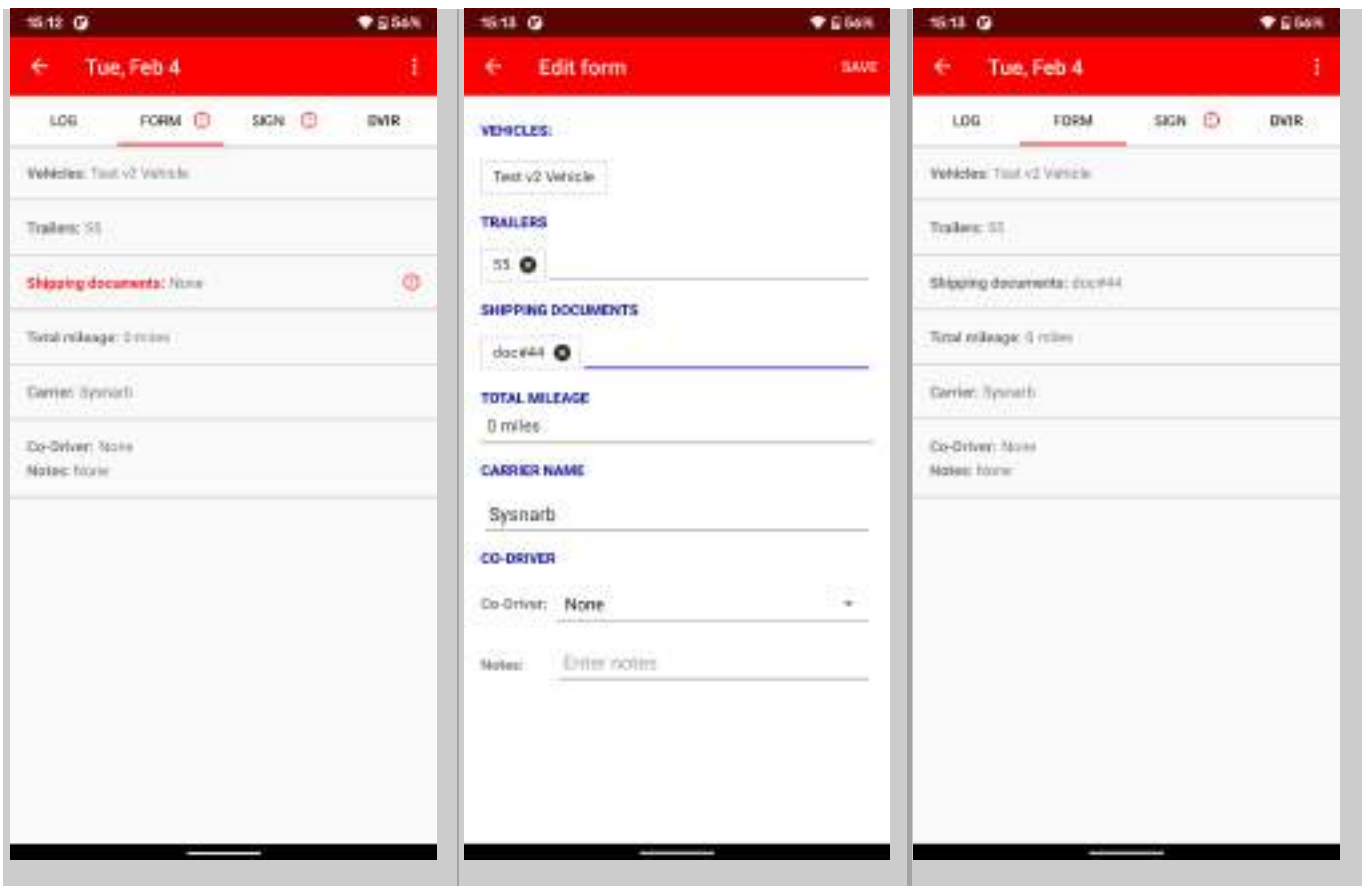 15:12 56%
Tue, Feb 4
LOG FORM SIGN DVIR
Vehicles: Test v2 Vehicle
Trailers: 53
Shipping documents: None
Total mileage: 0 miles
Carrier: Sysnarb
Co-Driver: None
Notes: None
15:13 56%
Edit form SAVE
VEHICLES:
Test v2 Vehicle
TRAILERS
53
SHIPPING DOCUMENTS
doc#44
TOTAL MILEAGE
0 miles
CARRIER NAME
Sysnarb
CO-DRIVER
Co-Driver: None
Notes: Enter notes
15:13 56%
Tue, Feb 4
LOG FORM SIGN DVIR
Vehicles: Test v2 Vehicle
Trailers: 53
Shipping documents: doc#44
Total mileage: 0 miles
Carrier: Sysnarb
Co-Driver: None
Notes: None